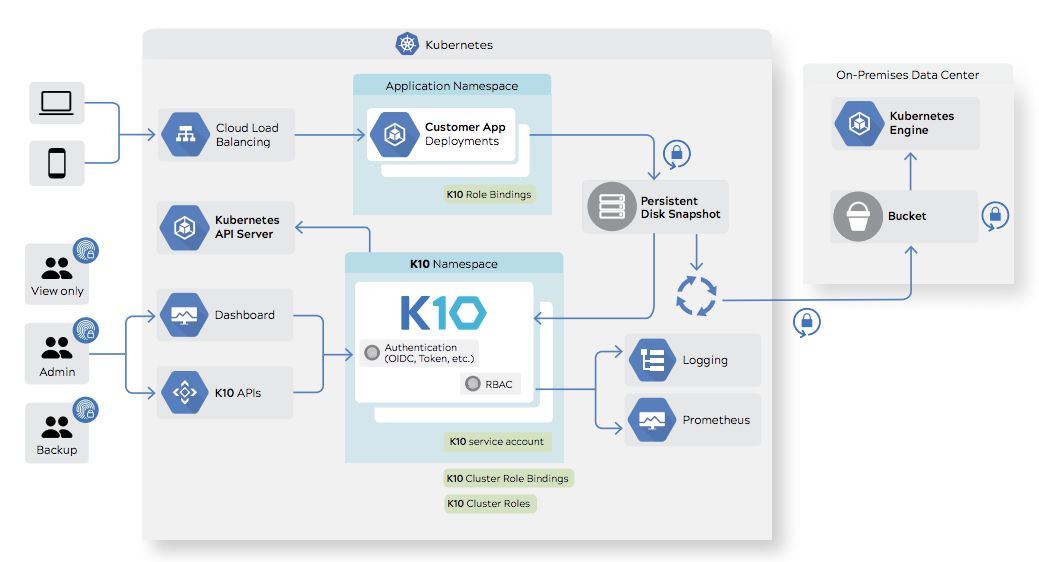 Kubernetes
On-Premises Data Center
Application Namespace
Kubernetes
Engine
Cloud Load
Balancing
Customer App
Deployments
K10 Role Bindings
Persistent
Disk Snapshot
Bucket
Kubernetes
API Server
K10 Namespace
View only
K10
Dashboard
Authentication
(OIDC, Token, etc.)
Logging
Admin
RBAC
K10 APIs
Prometheus
Backup
K10 service account
K10 Cluster Role Bindings
K10 Cluster Roles